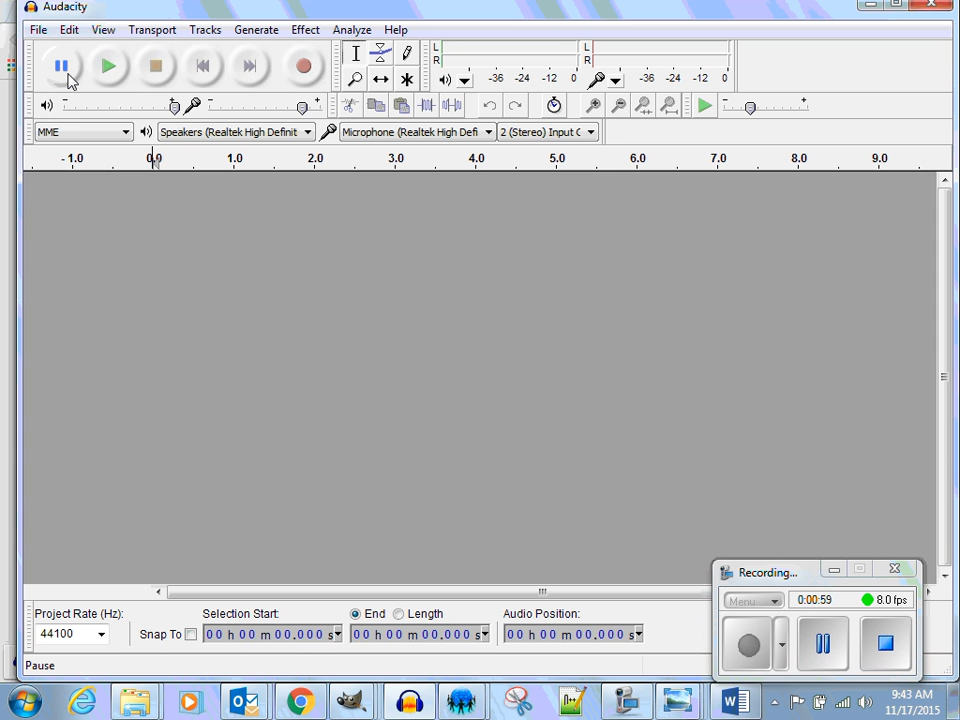 Audacity
File Edit View Transport Tracks Generate Effect Analyze Help
L
R
-36 -24 -12 0
L
R
-36 -24 -12 0
- +
- +
- +
MME
Speakers (Realtek High Definit
Microphone (Realtek High Defi
2 (Stereo) Input C
-1.0 0.0 1.0 2.0 3.0 4.0 5.0 6.0 7.0 8.0 9.0
Recording...
Menu
0:00:59
8.0 fps
Project Rate (Hz):
44100
Snap To
Selection Start:
00 h 00 m 00.000 s
End Length
00 h 00 m 00.000 s
Audio Position:
00 h 00 m 00.000 s
Pause
9:43 AM
11/17/2015